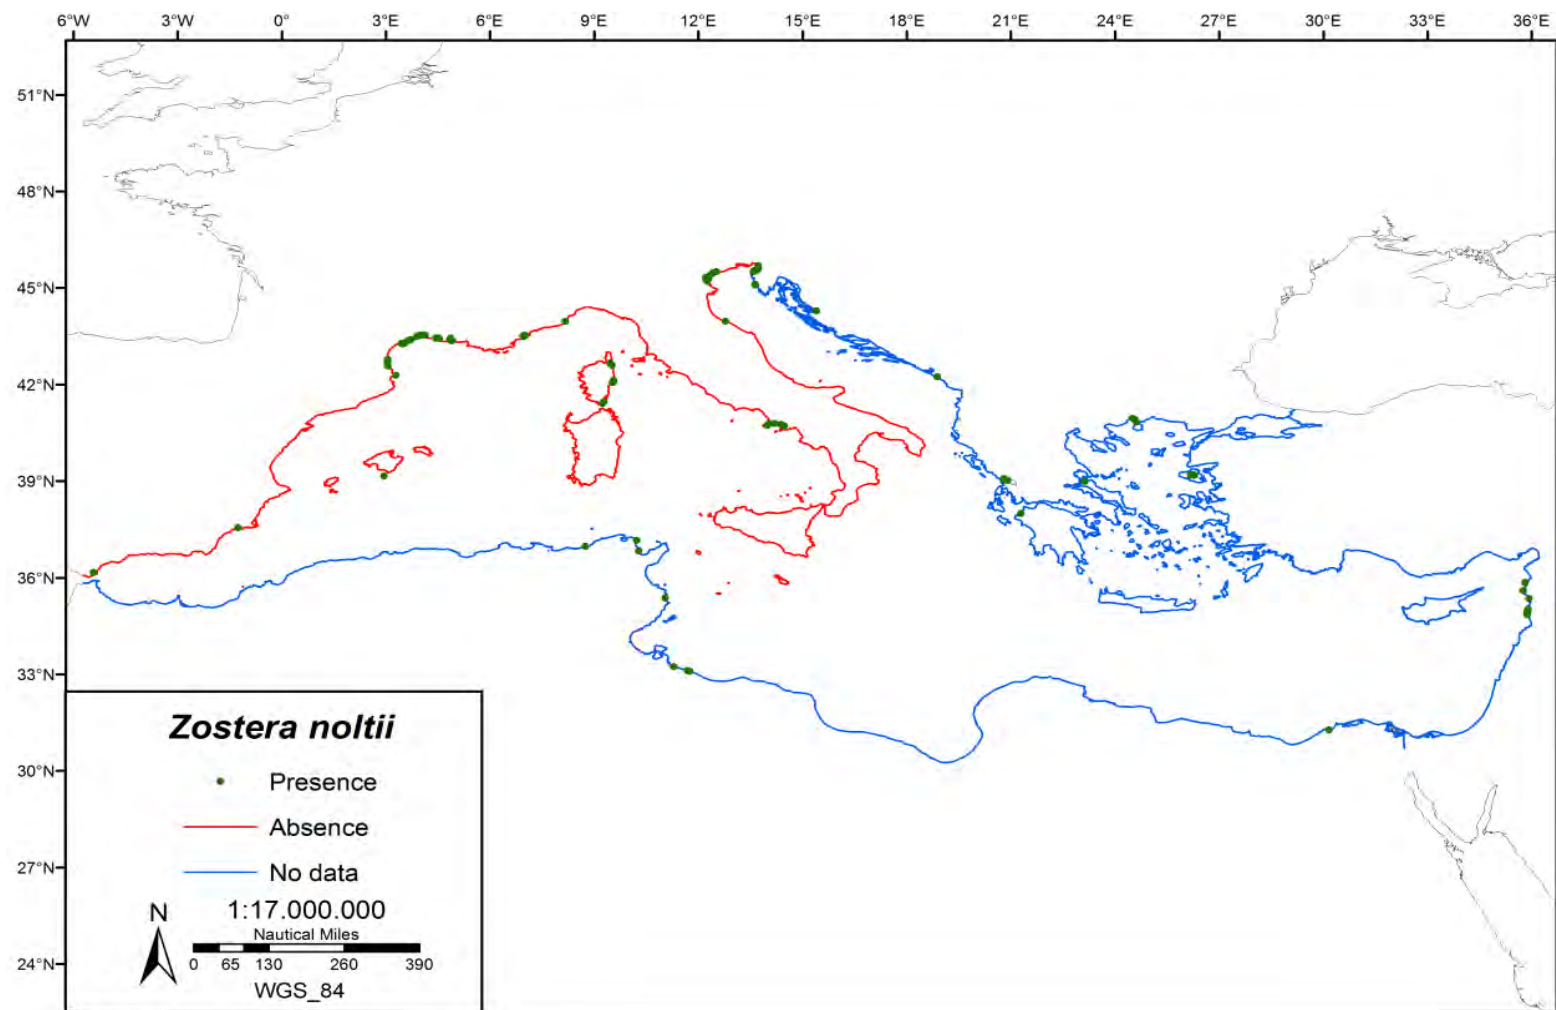 6°W 3°W 0° 3°E 6°E 9°E 12°E 15°E 18°E 21°E 24°E 27°E 30°E 33°E 36°E
51°N
48°N
45°N
42°N
39°N
36°N
33°N
30°N
27°N
24°N
Zostera noltii
Presence
Absence
No data
N
1:17.000.000
Nautical Miles
0 65 130 260 390
WGS_84